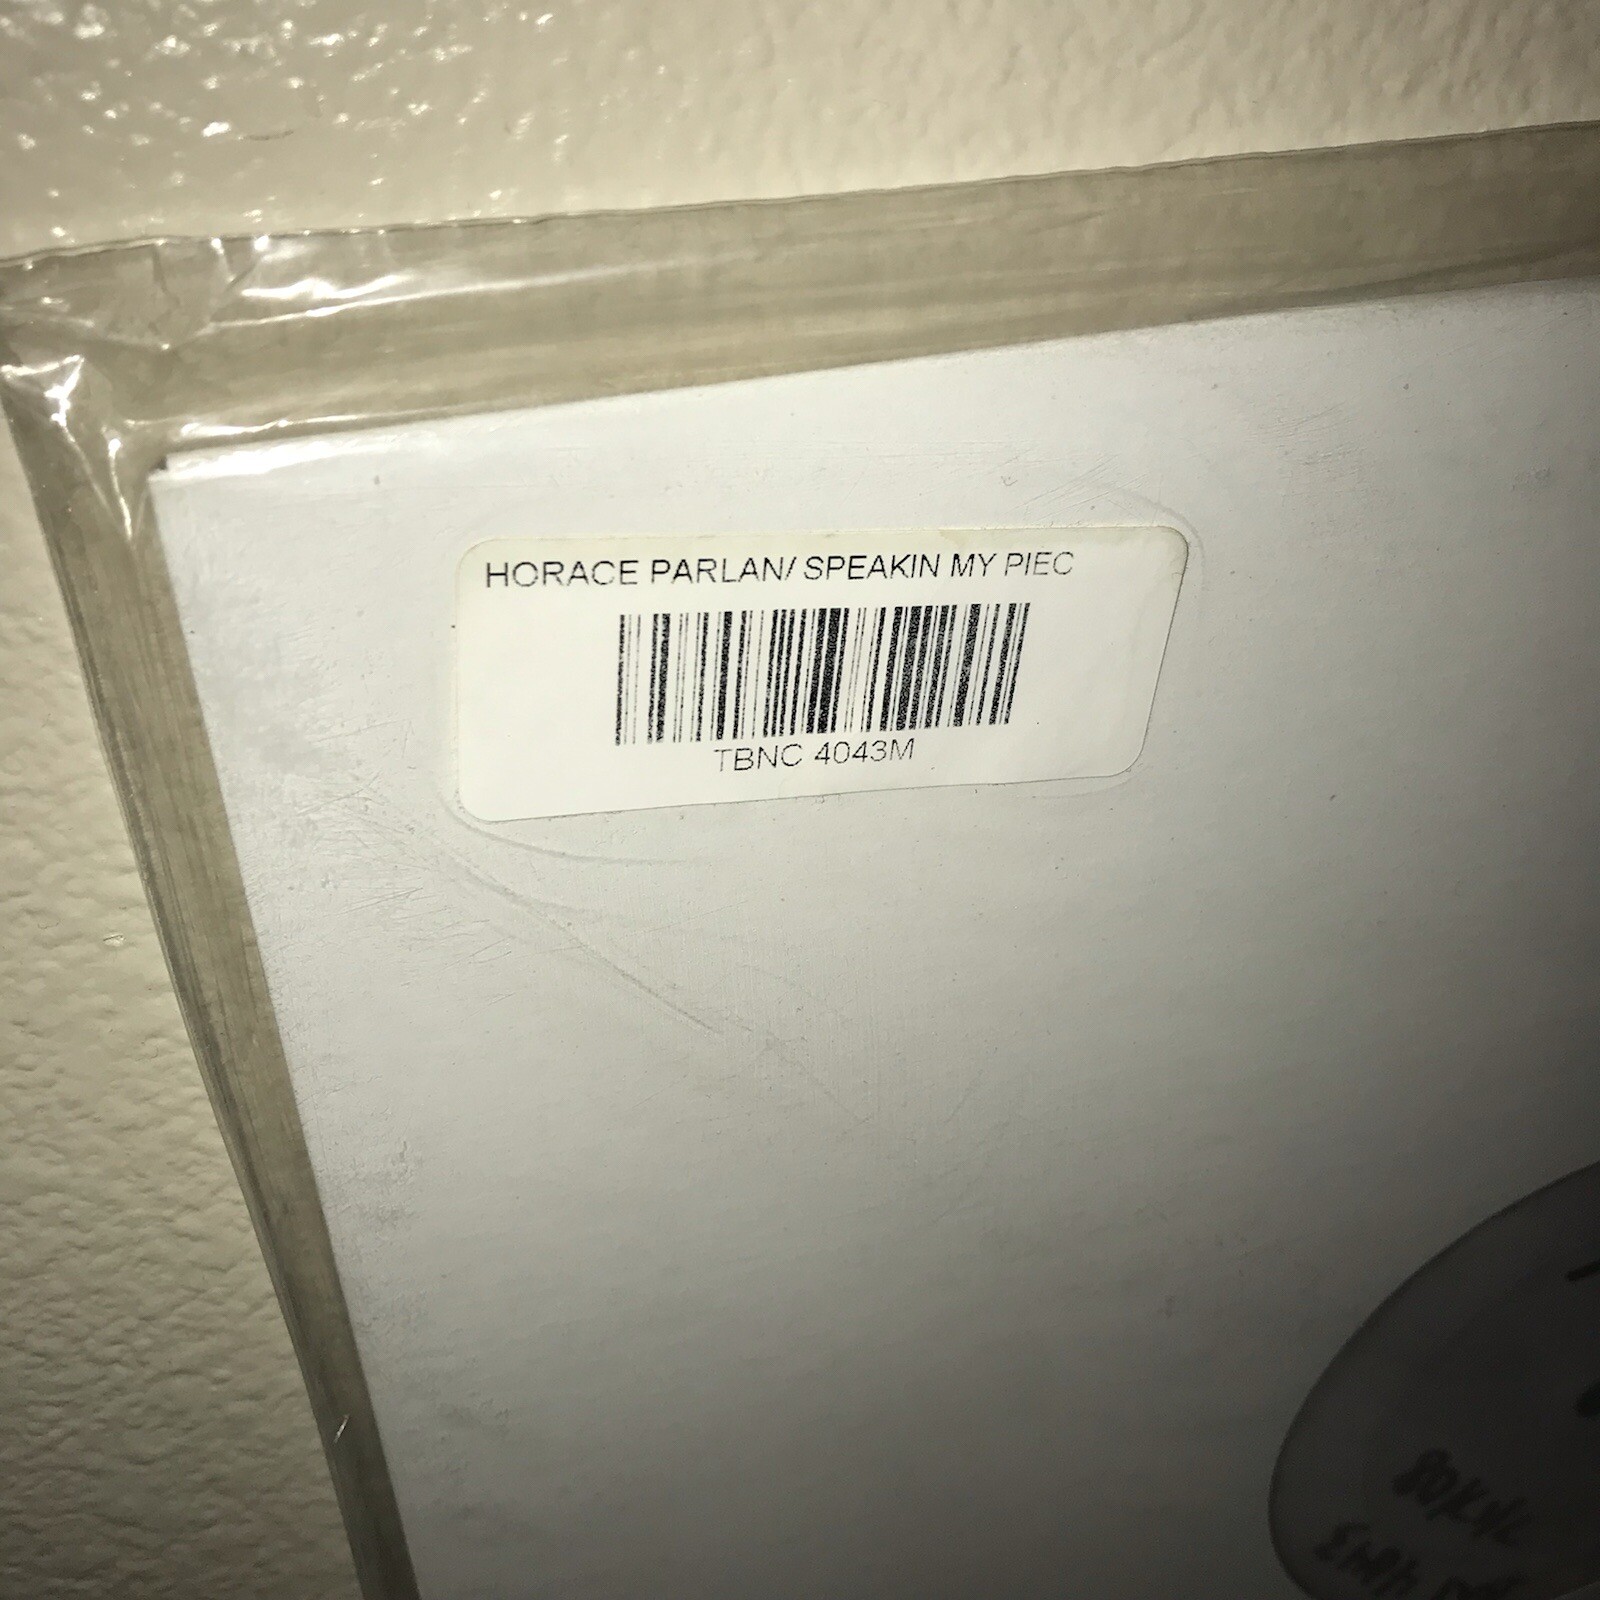 HORACE PARLAN/ SPEAKIN MY PIEC
TBNC 4043M